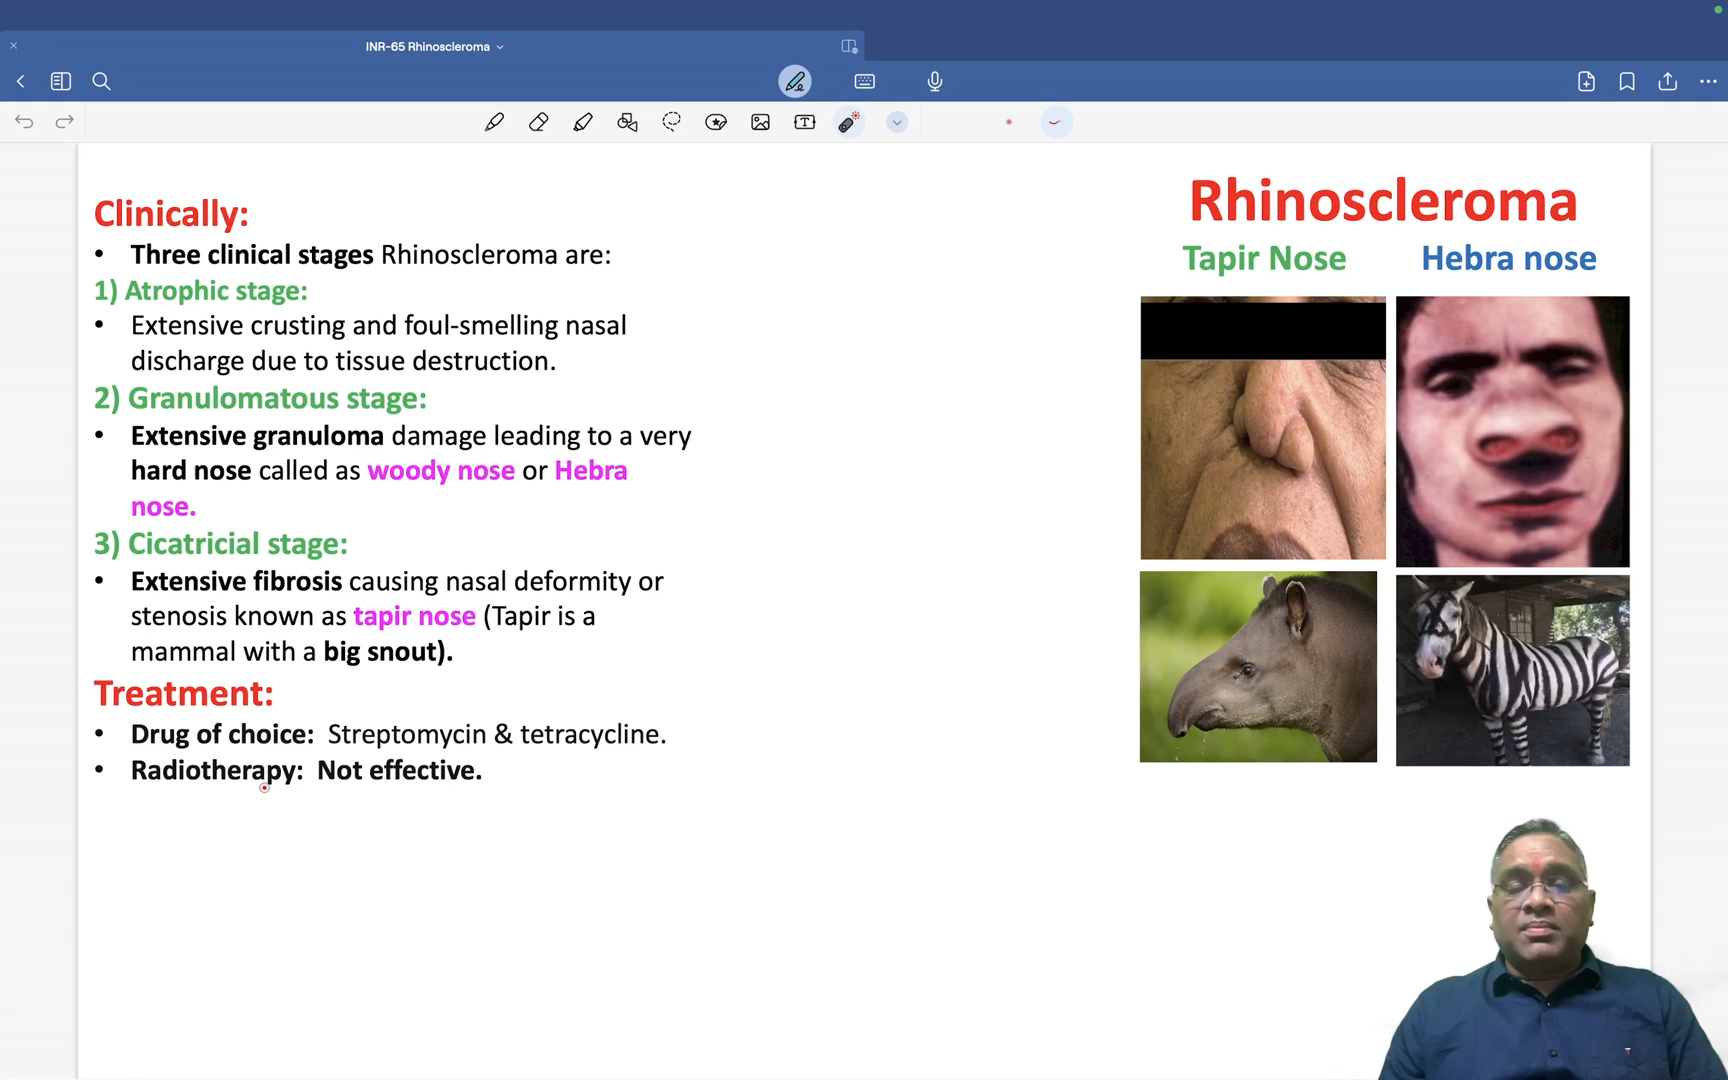 INR-65 Rhinoscleroma
Clinically:
• Three clinical stages Rhinoscleroma are:
1) Atrophic stage:
• Extensive crusting and foul-smelling nasal
discharge due to tissue destruction.
2) Granulomatous stage:
• Extensive granuloma damage leading to a very
hard nose called as woody nose or Hebra
nose.
3) Cicatricial stage:
• Extensive fibrosis causing nasal deformity or
stenosis known as tapir nose (Tapir is a
mammal with a big snout).
Treatment:
• Drug of choice: Streptomycin & tetracycline.
• Radiotherapy: Not effective.
Rhinoscleroma
Tapir Nose
Hebra nose